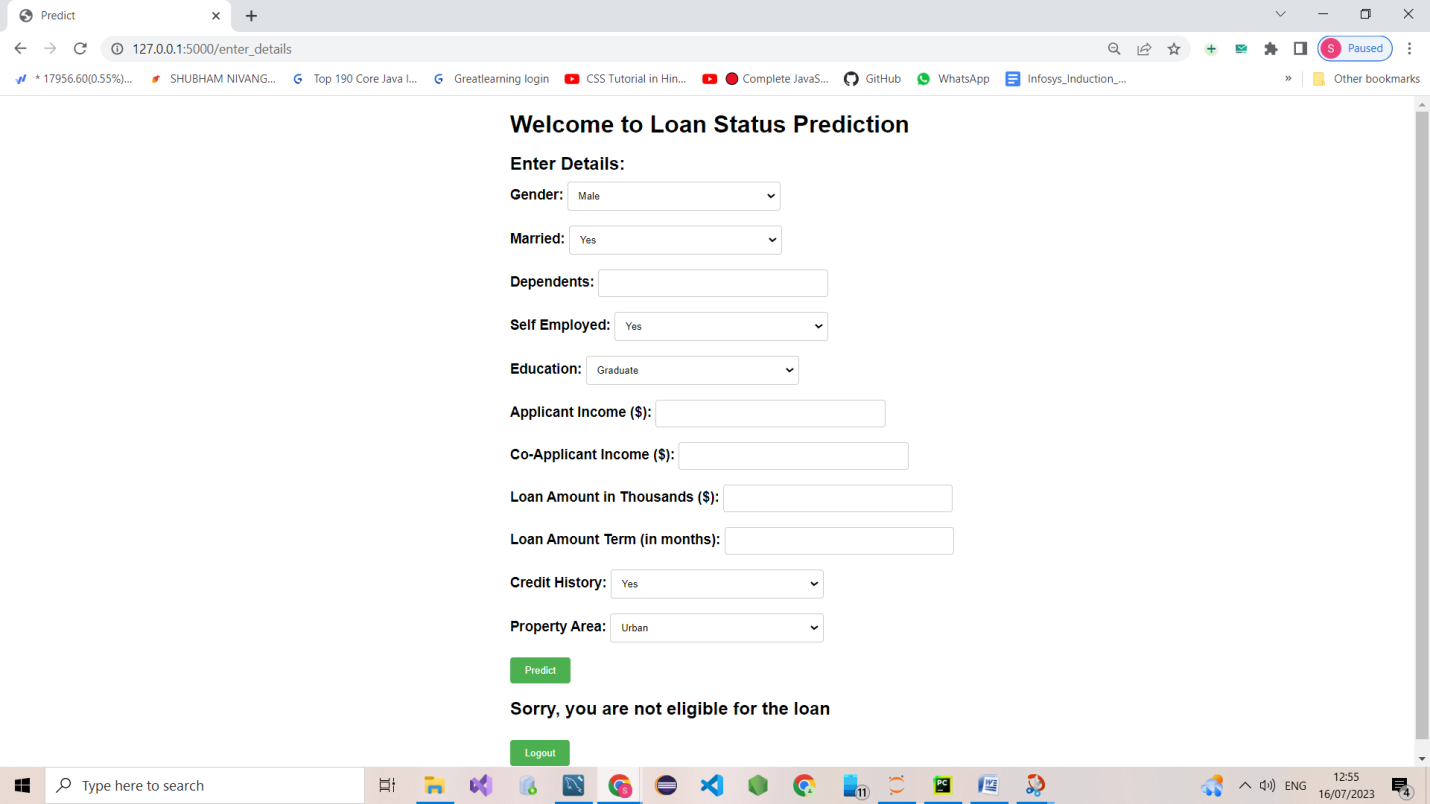 Predict
127.0.0.1:5000/enter_details
S Paused
* 17956.60(0.55%)... SHUBHAM NIVANG... Top 190 Core Java I... Greatlearning login CSS Tutorial in Hin... Complete JavaS... GitHub WhatsApp Infosys_Induction_... » Other bookmarks
Welcome to Loan Status Prediction
Enter Details:
Gender: Male
Married: Yes
Dependents:
Self Employed: Yes
Education: Graduate
Applicant Income ($):
Co-Applicant Income ($):
Loan Amount in Thousands ($):
Loan Amount Term (in months):
Credit History: Yes
Property Area: Urban
Predict
Sorry, you are not eligible for the loan
Logout
Type here to search
S
11
PC
W
ENG
12:55
16/07/2023
4